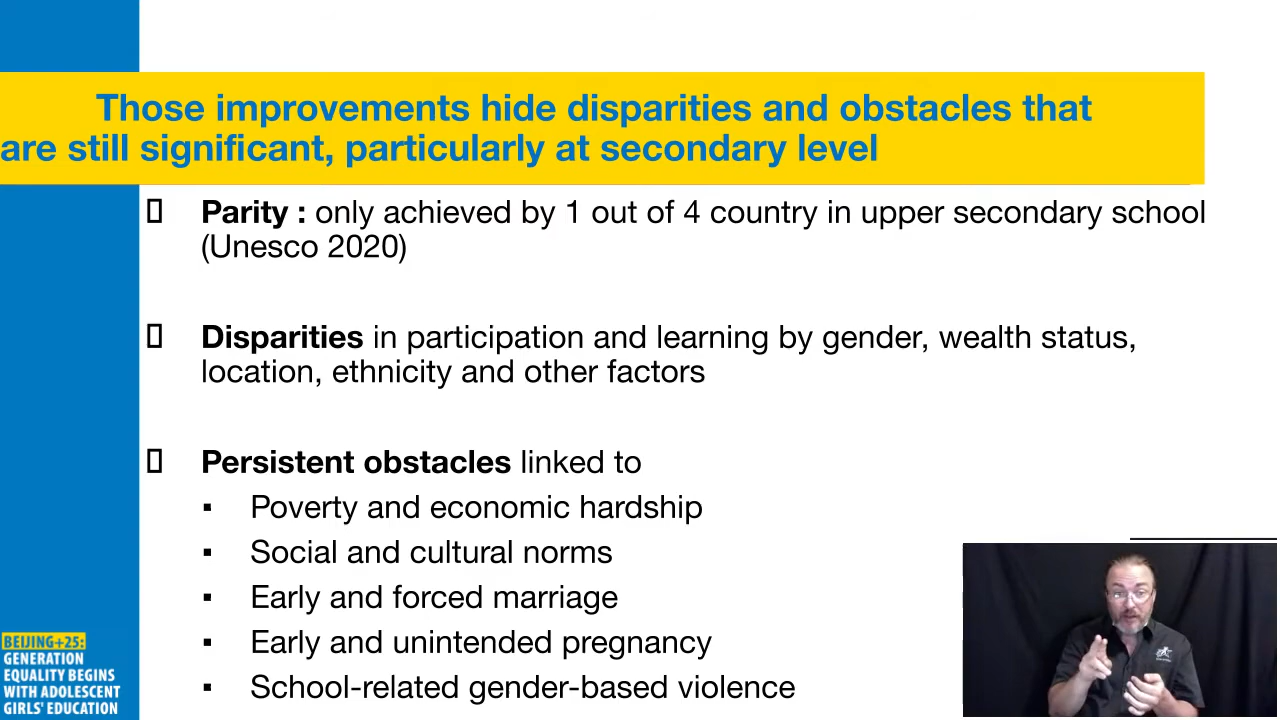 Those improvements hide disparities and obstacles that
are still significant, particularly at secondary level
Parity : only achieved by 1 out of 4 country in upper secondary school
(Unesco 2020)
Disparities in participation and learning by gender, wealth status,
location, ethnicity and other factors
Persistent obstacles linked to
▪ Poverty and economic hardship
▪ Social and cultural norms
▪ Early and forced marriage
▪ Early and unintended pregnancy
▪ School-related gender-based violence
BEIJING+25:
GENERATION
EQUALITY BEGINS
WITH ADOLESCENT
GIRLS' EDUCATION